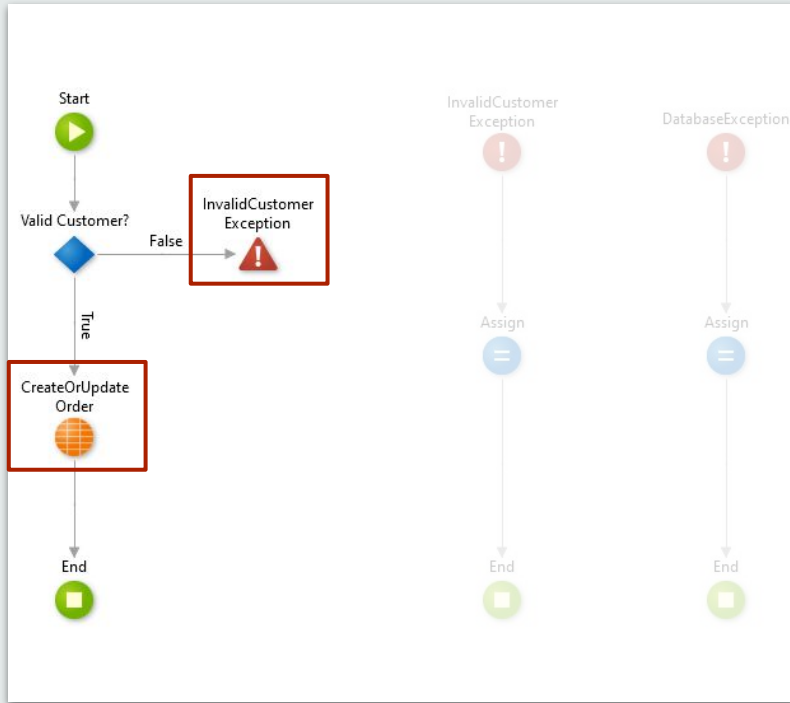 Start
Valid Customer?
False
InvalidCustomer
Exception
True
CreateOrUpdate
Order
End
InvalidCustomer
Exception
Assign
End
DatabaseException
Assign
End